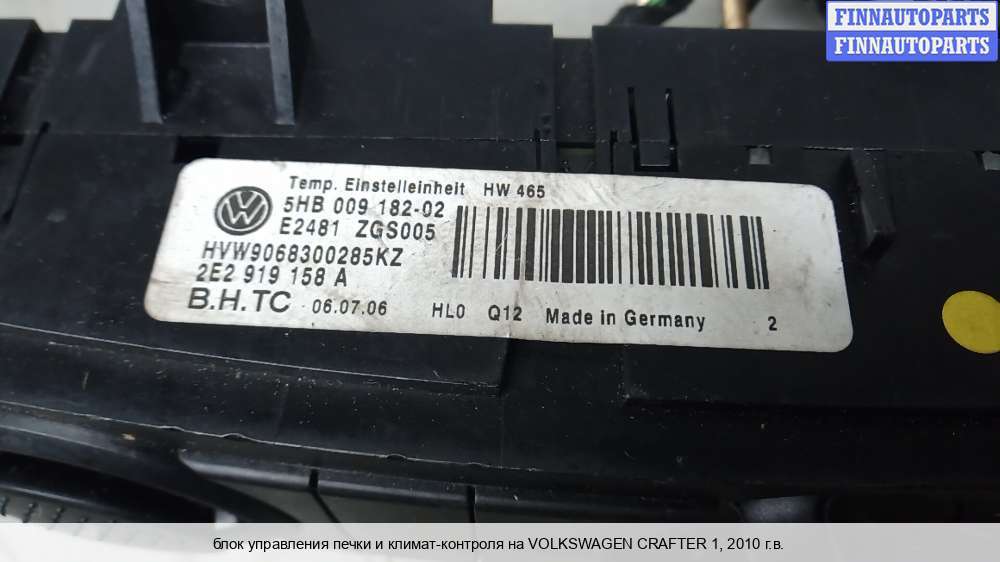 FINNAUTOPARTS
FINNAUTOPARTS
Temp. Einstelleinheit HW 465
5HB 009 182-02
E2481 ZGS005
HVW9068300285KZ
2E2 919 158 A
B.H.TC 06.07.06 HL0 Q12 Made in Germany 2
блок управления печки и климат-контроля на VOLKSWAGEN CRAFTER 1, 2010 г.в.